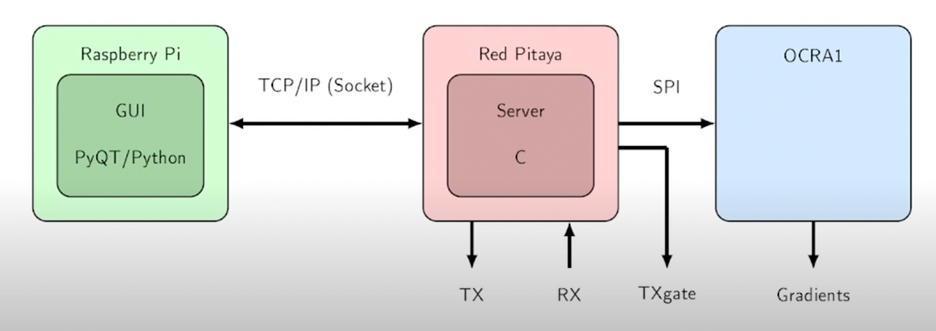 Raspberry Pi
GUI
PyQT/Python
TCP/IP (Socket)
Red Pitaya
Server
C
SPI
OCRA1
TX
RX
TXgate
Gradients